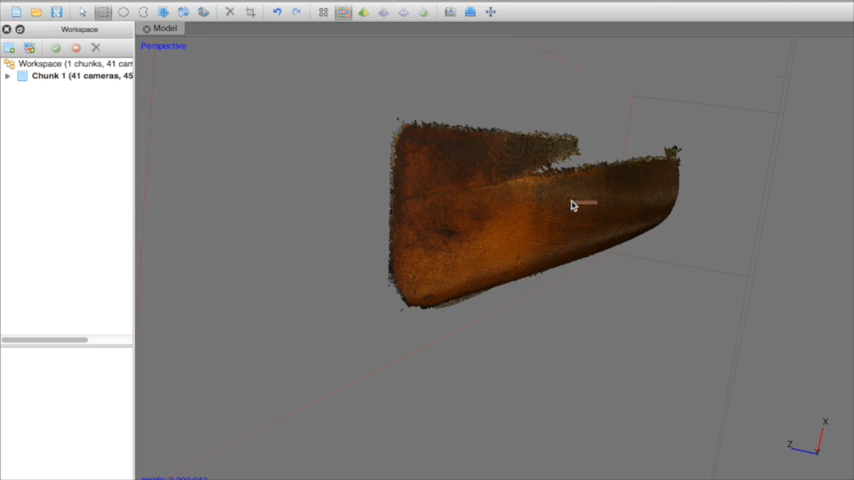 Workspace
Model
Workspace (1 chunks, 41 cam
Chunk 1 (41 cameras, 45
Perspective
X
Z